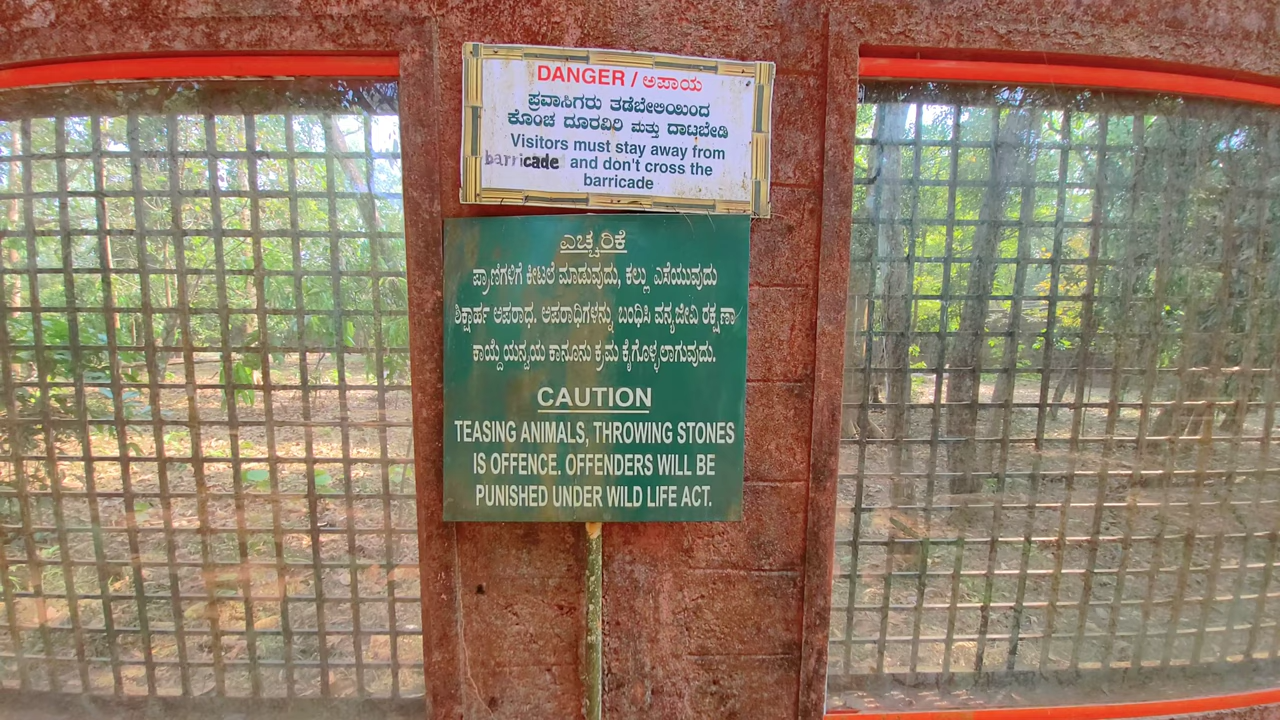 DANGER / ಅಪಾಯ
ಪ್ರವಾಸಿಗರು ತಡೆಬೇಲಿಯಿಂದ
ಕೊಂಚ ದೂರವಿರಿ ಮತ್ತು ದಾಟಬೇಡಿ
Visitors must stay away from
barricade and don't cross the
barricade
ಎಚ್ಚರಿಕೆ
ಪ್ರಾಣಿಗಳಿಗೆ ಕೀಟಲೆ ಮಾಡುವುದು, ಕಲ್ಲು ಎಸೆಯುವುದು
ಶಿಕ್ಷಾರ್ಹ ಅಪರಾಧ. ಅಪರಾಧಿಗಳನ್ನು ಬಂಧಿಸಿ ವನ್ಯಜೀವಿ ರಕ್ಷಣಾ
ಕಾಯ್ದೆಯನ್ವಯ ಕಾನೂನು ಕ್ರಮ ಕೈಗೊಳ್ಳಲಾಗುವುದು.
CAUTION
TEASING ANIMALS, THROWING STONES
IS OFFENCE. OFFENDERS WILL BE
PUNISHED UNDER WILD LIFE ACT.